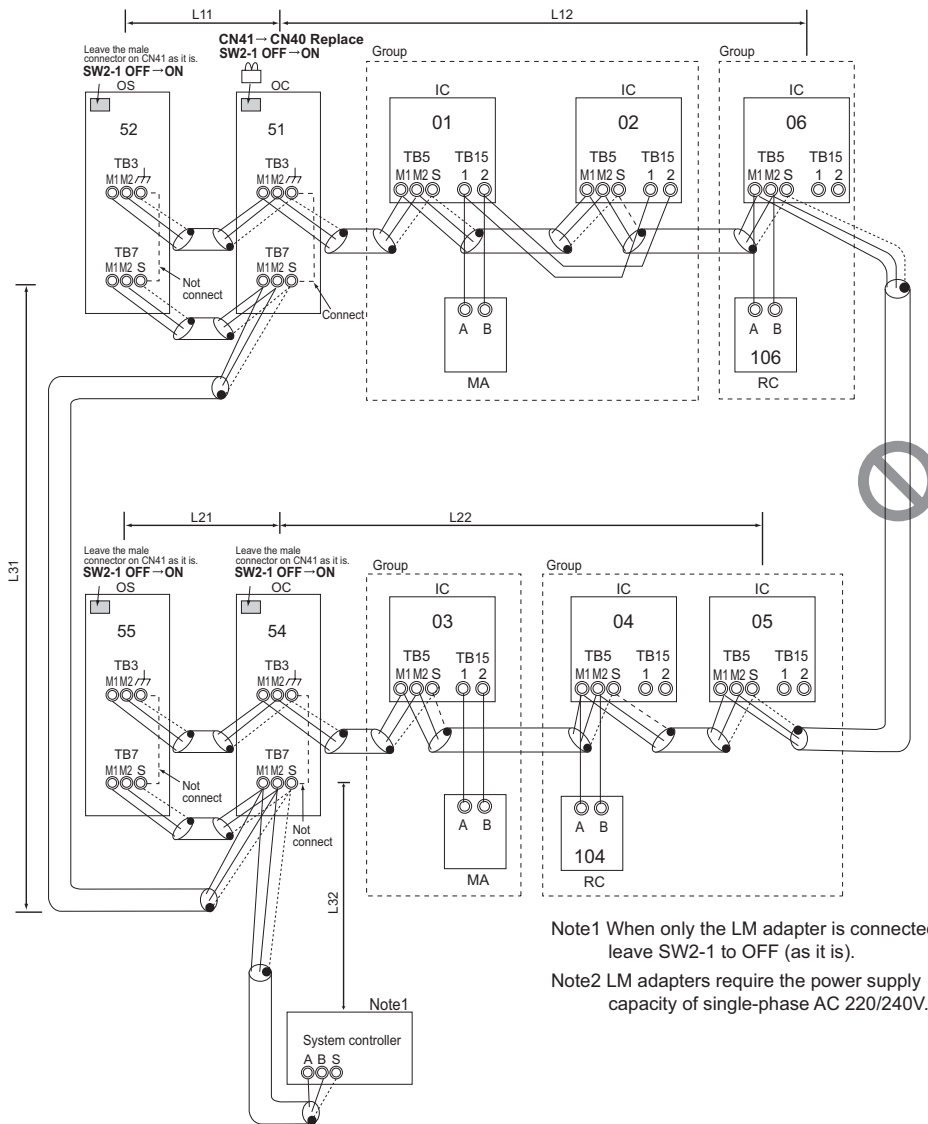 L11
L12
Leave the male
connector on CN41 as it is.
SW2-1 OFF→ON
OS
CN41→CN40 Replace
SW2-1 OFF→ON
OC
Group
Group
IC
IC
IC
52
51
01
02
06
TB3
TB3
TB5
TB15
TB5
TB15
TB5
TB15
M1 M2
M1 M2
M1 M2 S
1 2
M1 M2 S
1 2
M1 M2 S
1 2
TB7
TB7
M1 M2 S
M1 M2 S
Not
connect
Connect
A B
MA
A B
106
RC
L31
L21
L22
Leave the male
connector on CN41 as it is.
SW2-1 OFF→ON
OS
Leave the male
connector on CN41 as it is.
SW2-1 OFF→ON
OC
Group
Group
IC
IC
IC
55
54
03
04
05
TB3
TB3
TB5
TB15
TB5
TB15
TB5
TB15
M1 M2
M1 M2
M1 M2 S
1 2
M1 M2 S
1 2
M1 M2 S
1 2
TB7
TB7
M1 M2 S
M1 M2 S
Not
connect
Not
connect
A B
MA
A B
104
RC
L32
Note1
System controller
A B S
Note1 When only the LM adapter is connected
leave SW2-1 to OFF (as it is).
Note2 LM adapters require the power supply
capacity of single-phase AC 220/240V.